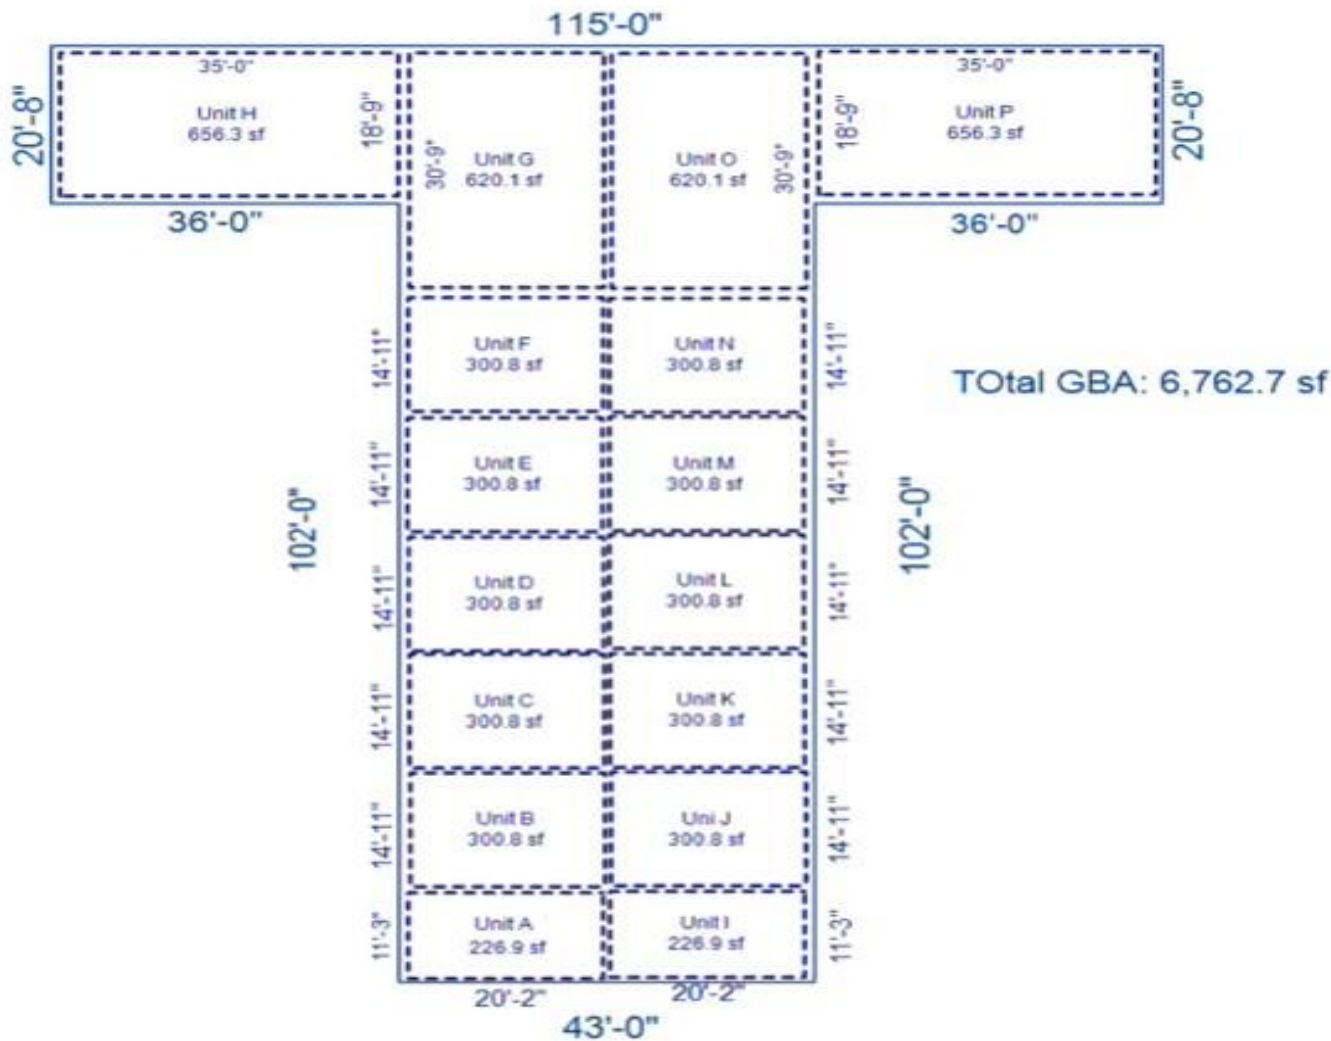 115'-0"
35'-0"
35'-0"
20'-8"
Unit H
656.3 sf
18'-9"
30'-9"
Unit G
620.1 sf
Unit O
620.1 sf
30'-9"
18'-9"
Unit P
656.3 sf
20'-8"
36'-0"
36'-0"
14'-11"
Unit F
300.8 sf
Unit N
300.8 sf
14'-11"
TOtal GBA: 6,762.7 sf
14'-11"
Unit E
300.8 sf
Unit M
300.8 sf
14'-11"
102'-0"
102'-0"
14'-11"
Unit D
300.8 sf
Unit L
300.8 sf
14'-11"
14'-11"
Unit C
300.8 sf
Unit K
300.8 sf
14'-11"
14'-11"
Unit B
300.8 sf
Uni J
300.8 sf
14'-11"
11'-3"
Unit A
226.9 sf
Unit I
226.9 sf
11'-3"
20'-2"
20'-2"
43'-0"